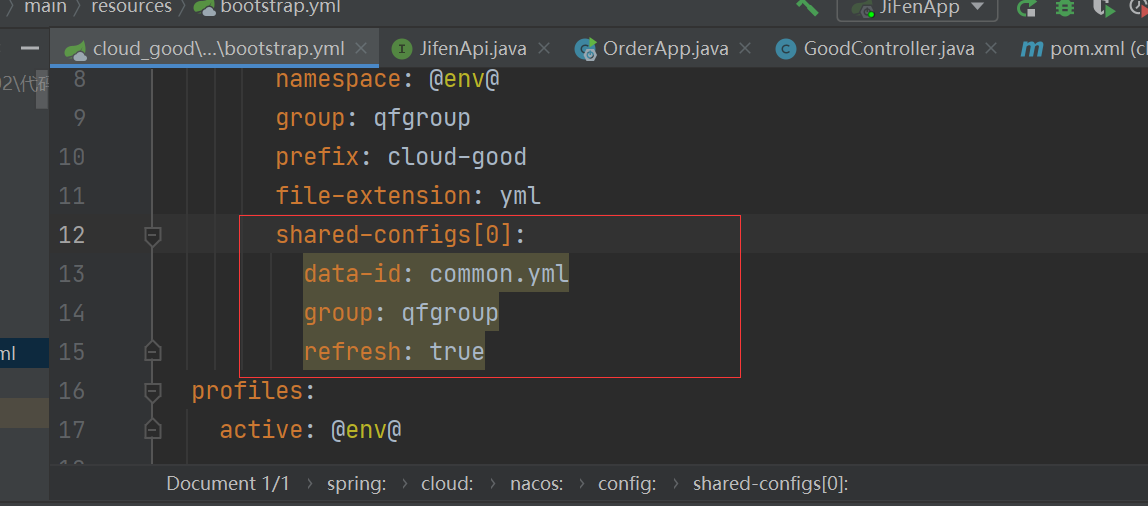 main resources bootstrap.yml JiFenApp
cloud_good\...\bootstrap.yml JifenApi.java OrderApp.java GoodController.java pom.xml (cl
02\代码
8 namespace: @env@
9 group: qfgroup
10 prefix: cloud-good
11 file-extension: yml
12 shared-configs[0]:
13 data-id: common.yml
14 group: qfgroup
15 refresh: true
ml
16 profiles:
17 active: @env@
Document 1/1 › spring: › cloud: › nacos: › config: › shared-configs[0]: